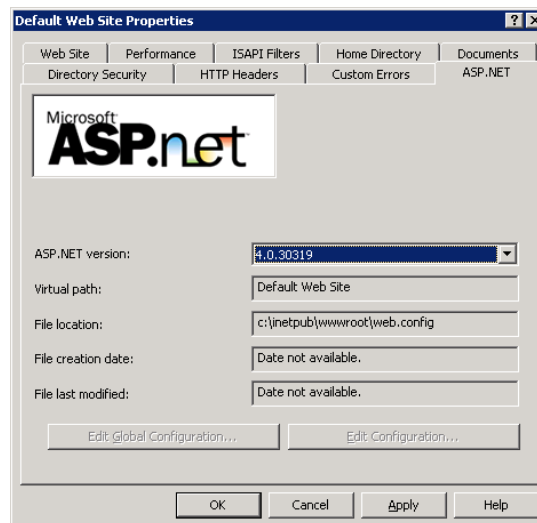 Default Web Site Properties
? X
Web Site Performance ISAPI Filters Home Directory Documents
Directory Security HTTP Headers Custom Errors ASP.NET
Microsoft
ASP.net
ASP.NET version: 4.0.30319
Virtual path: Default Web Site
File location: c:\inetpub\wwwroot\web.config
File creation date: Date not available.
File last modified: Date not available.
Edit Global Configuration... Edit Configuration...
OK Cancel Apply Help